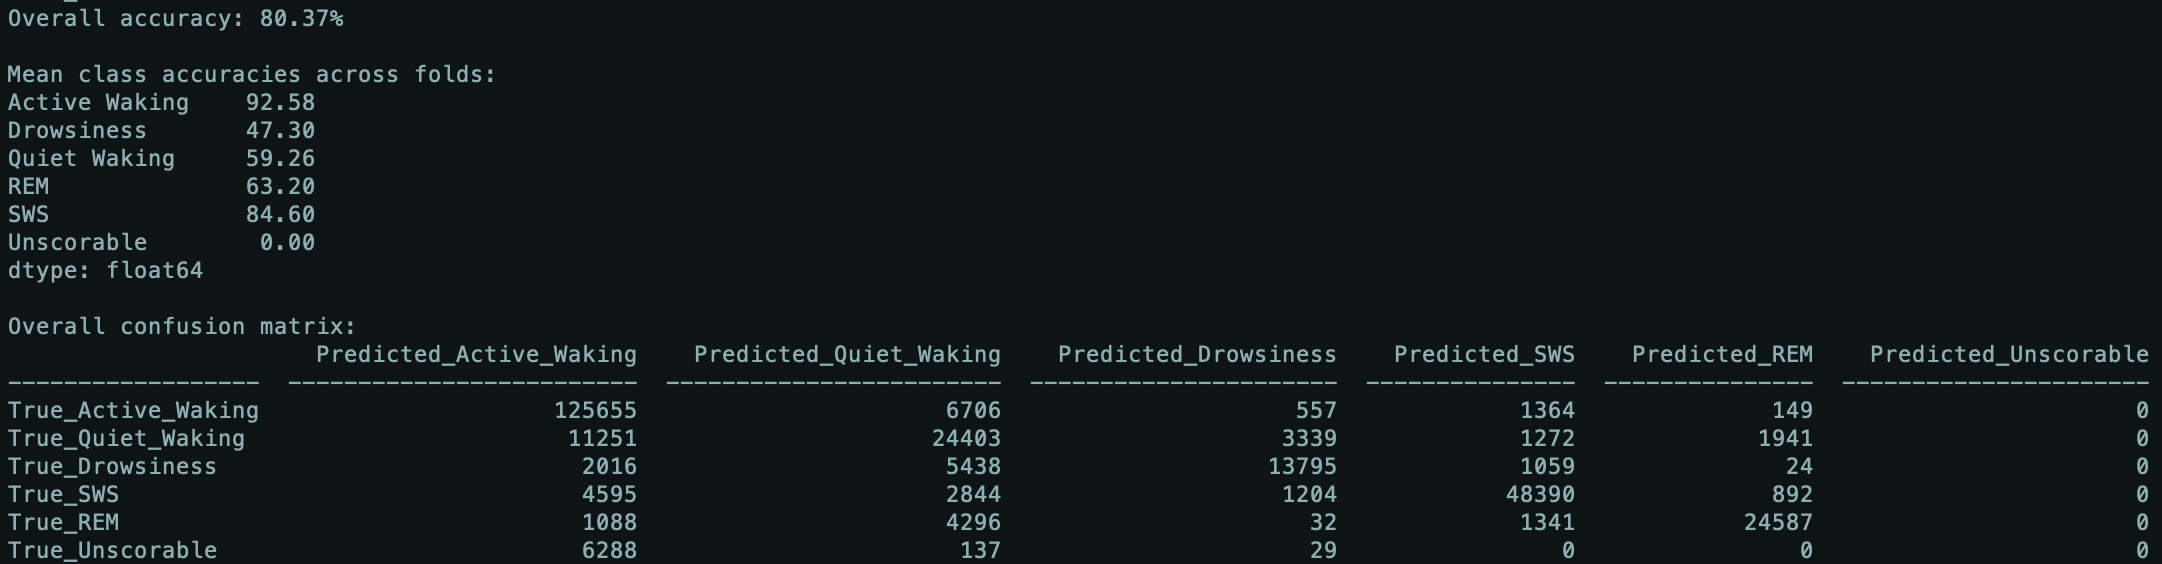 Overall accuracy: 80.37%
Mean class accuracies across folds:
Active Waking 92.58
Drowsiness 47.30
Quiet Waking 59.26
REM 63.20
SWS 84.60
Unscorable 0.00
dtype: float64
Overall confusion matrix:
Predicted_Active_Waking Predicted_Quiet_Waking Predicted_Drowsiness Predicted_SWS Predicted_REM Predicted_Unscorable
----------------- ------------------------- ------------------------ ---------------------- --------------- --------------- ----------------------
True_Active_Waking 125655 6706 557 1364 149 0
True_Quiet_Waking 11251 24403 3339 1272 1941 0
True_Drowsiness 2016 5438 13795 1059 24 0
True_SWS 4595 2844 1204 48390 892 0
True_REM 1088 4296 32 1341 24587 0
True_Unscorable 6288 137 29 0 0 0